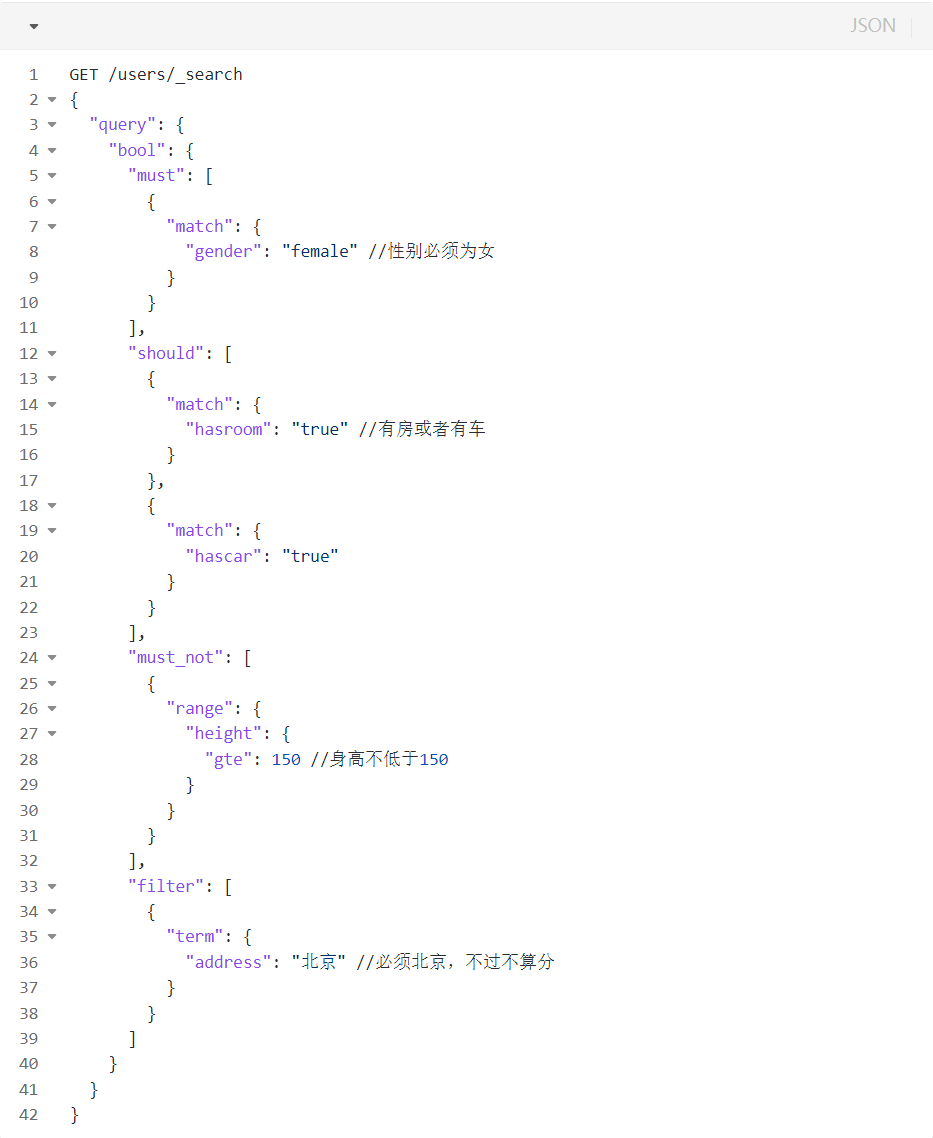 JSON
1 GET /users/_search
2 {
3   "query": {
4     "bool": {
5       "must": [
6         {
7           "match": {
8             "gender": "female" //性别必须为女
9           }
10         }
11       ],
12       "should": [
13         {
14           "match": {
15             "hasroom": "true" //有房或者有车
16           }
17         },
18         {
19           "match": {
20             "hascar": "true"
21           }
22         }
23       ],
24       "must_not": [
25         {
26           "range": {
27             "height": {
28               "gte": 150 //身高不低于150
29             }
30           }
31         }
32       ],
33       "filter": [
34         {
35           "term": {
36             "address": "北京" //必须北京，不过不算分
37           }
38         }
39       ]
40     }
41   }
42 }